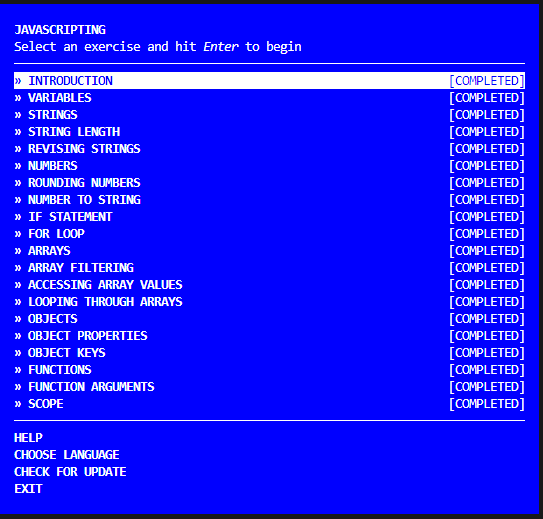 JAVASCRIPTING
Select an exercise and hit Enter to begin
» INTRODUCTION [COMPLETED]
» VARIABLES [COMPLETED]
» STRINGS [COMPLETED]
» STRING LENGTH [COMPLETED]
» REVISING STRINGS [COMPLETED]
» NUMBERS [COMPLETED]
» ROUNDING NUMBERS [COMPLETED]
» NUMBER TO STRING [COMPLETED]
» IF STATEMENT [COMPLETED]
» FOR LOOP [COMPLETED]
» ARRAYS [COMPLETED]
» ARRAY FILTERING [COMPLETED]
» ACCESSING ARRAY VALUES [COMPLETED]
» LOOPING THROUGH ARRAYS [COMPLETED]
» OBJECTS [COMPLETED]
» OBJECT PROPERTIES [COMPLETED]
» OBJECT KEYS [COMPLETED]
» FUNCTIONS [COMPLETED]
» FUNCTION ARGUMENTS [COMPLETED]
» SCOPE [COMPLETED]
HELP
CHOOSE LANGUAGE
CHECK FOR UPDATE
EXIT